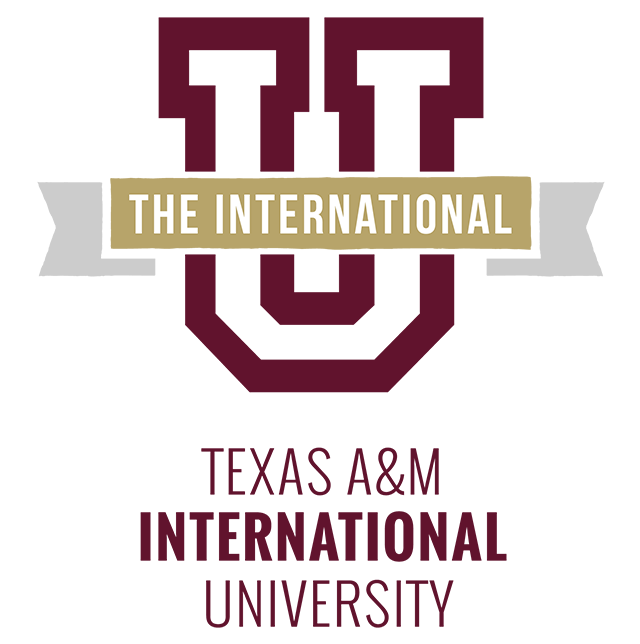 U
THE INTERNATIONAL
TEXAS A&M
INTERNATIONAL
UNIVERSITY